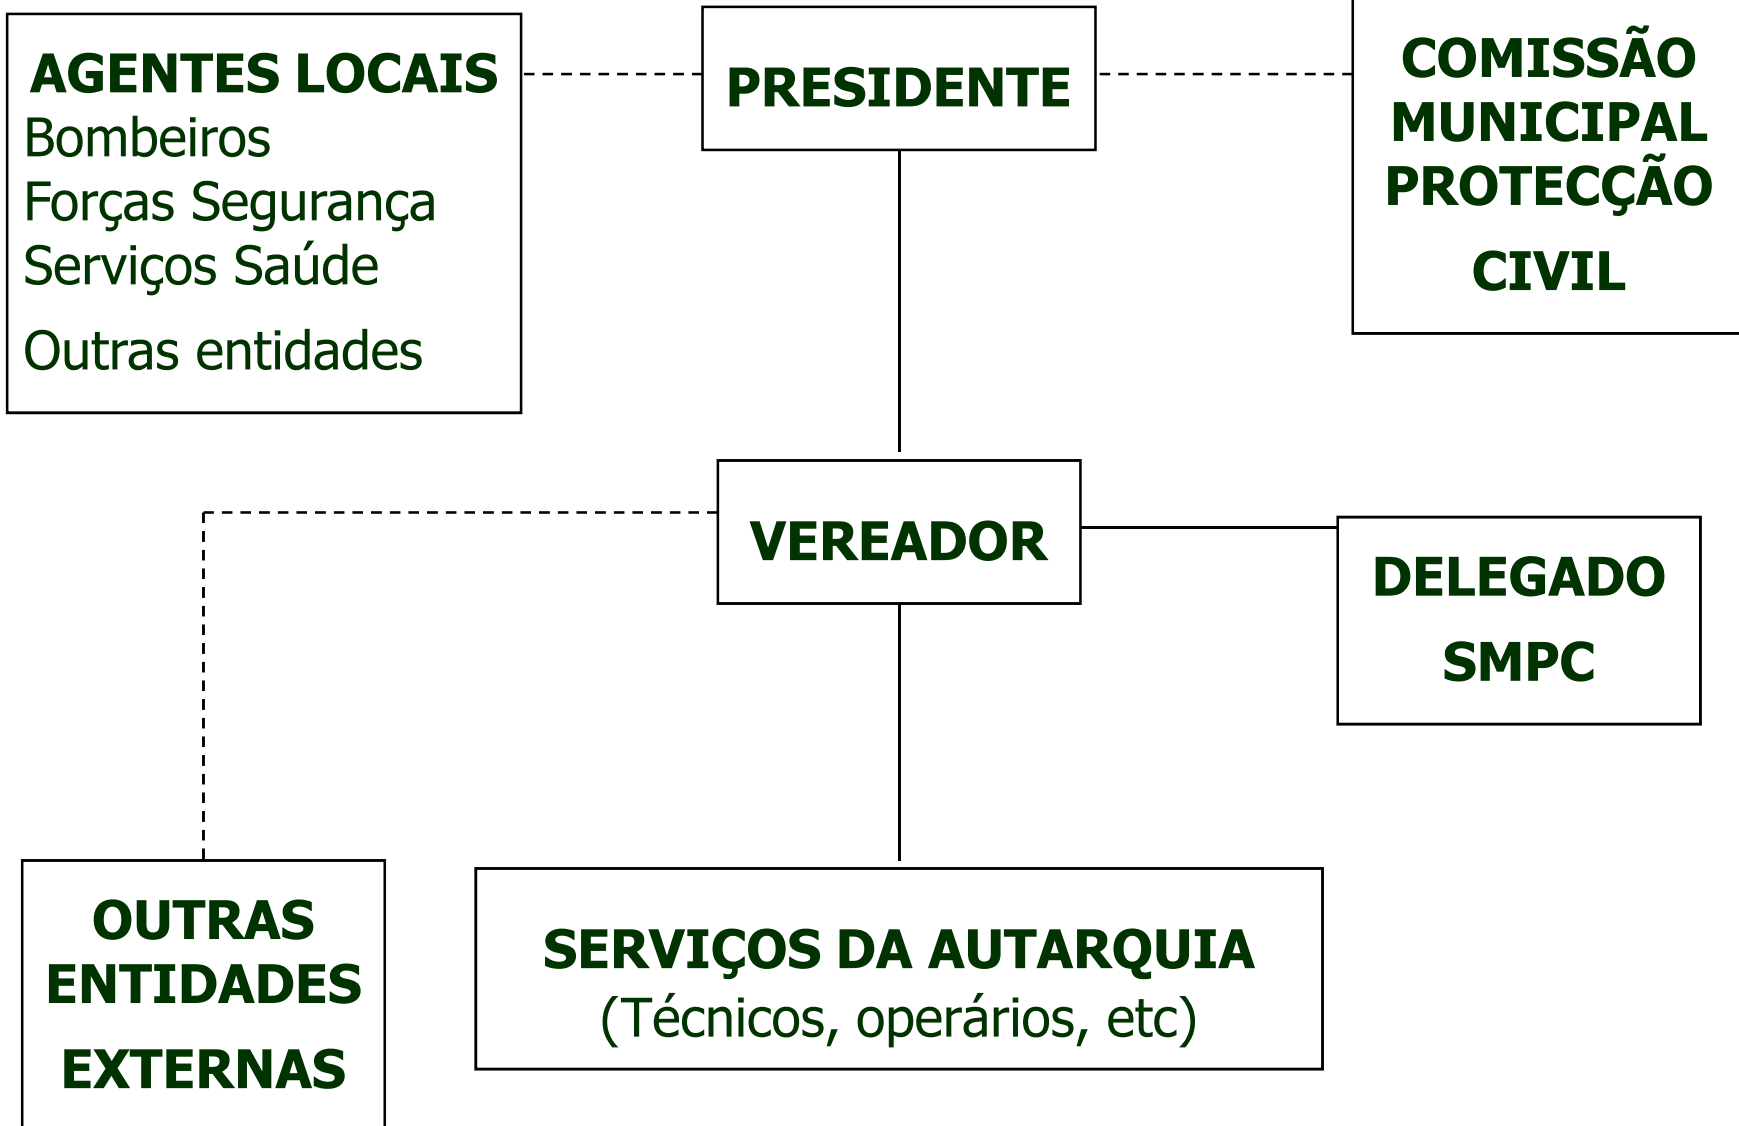 AGENTES LOCAIS
Bombeiros
Forças Segurança
Serviços Saúde
Outras entidades
PRESIDENTE
COMISSÃO
MUNICIPAL
PROTECÇÃO
CIVIL
VEREADOR
DELEGADO
SMPC
OUTRAS
ENTIDADES
EXTERNAS
SERVIÇOS DA AUTARQUIA
(Técnicos, operários, etc)